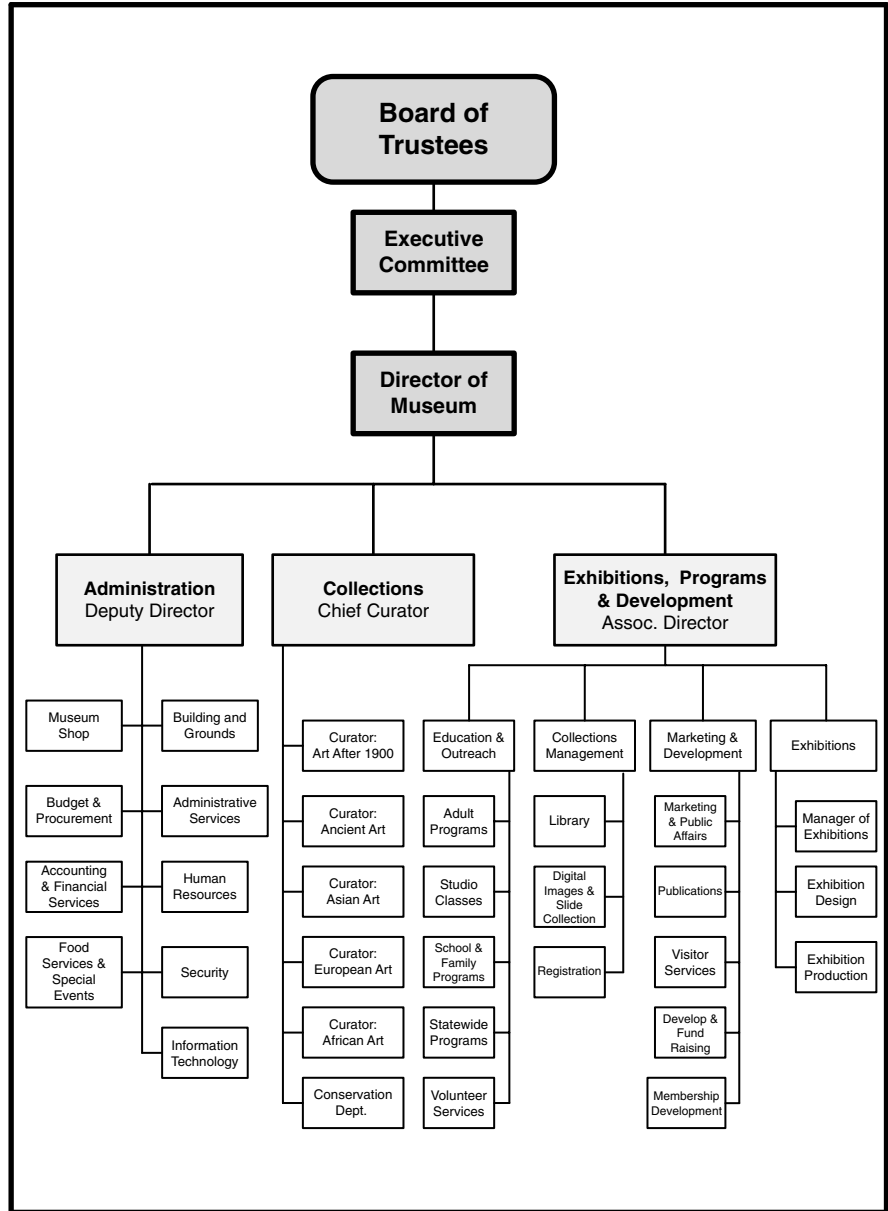 Board of
Trustees
Executive
Committee
Director of
Museum
Administration
Deputy Director
Collections
Chief Curator
Exhibitions, Programs
& Development
Assoc. Director
Museum
Shop
Building and
Grounds
Budget &
Procurement
Administrative
Services
Accounting
& Financial
Services
Human
Resources
Food
Services &
Special
Events
Security
Information
Technology
Curator:
Art After 1900
Curator:
Ancient Art
Curator:
Asian Art
Curator:
European Art
Curator:
African Art
Conservation
Dept.
Education &
Outreach
Adult
Programs
Studio
Classes
School &
Family
Programs
Statewide
Programs
Volunteer
Services
Collections
Management
Library
Digital
Images &
Slide
Collection
Registration
Marketing &
Development
Marketing
& Public
Affairs
Publications
Visitor
Services
Develop &
Fund
Raising
Membership
Development
Exhibitions
Manager of
Exhibitions
Exhibition
Design
Exhibition
Production